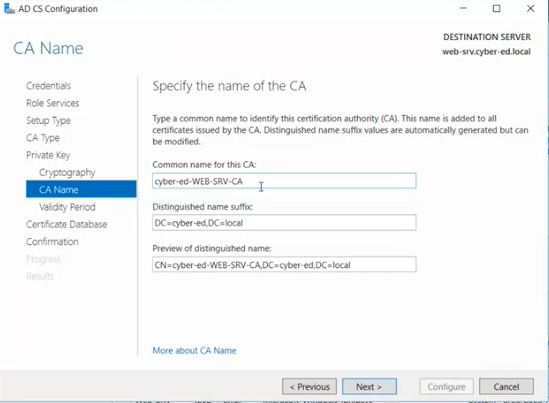 AD CS Configuration
CA Name
DESTINATION SERVER
web-srv.cyber-ed.local
Credentials
Role Services
Setup Type
CA Type
Private Key
Cryptography
CA Name
Validity Period
Certificate Database
Confirmation
Progress
Results
Specify the name of the CA
Type a common name to identify this certification authority (CA). This name is added to all
certificates issued by the CA. Distinguished name suffix values are automatically generated but can
be modified.
Common name for this CA:
cyber-ed-WEB-SRV-CA
Distinguished name suffix:
DC=cyber-ed,DC=local
Preview of distinguished name:
CN=cyber-ed-WEB-SRV-CA,DC=cyber-ed,DC=local
More about CA Name
< Previous
Next >
Configure
Cancel